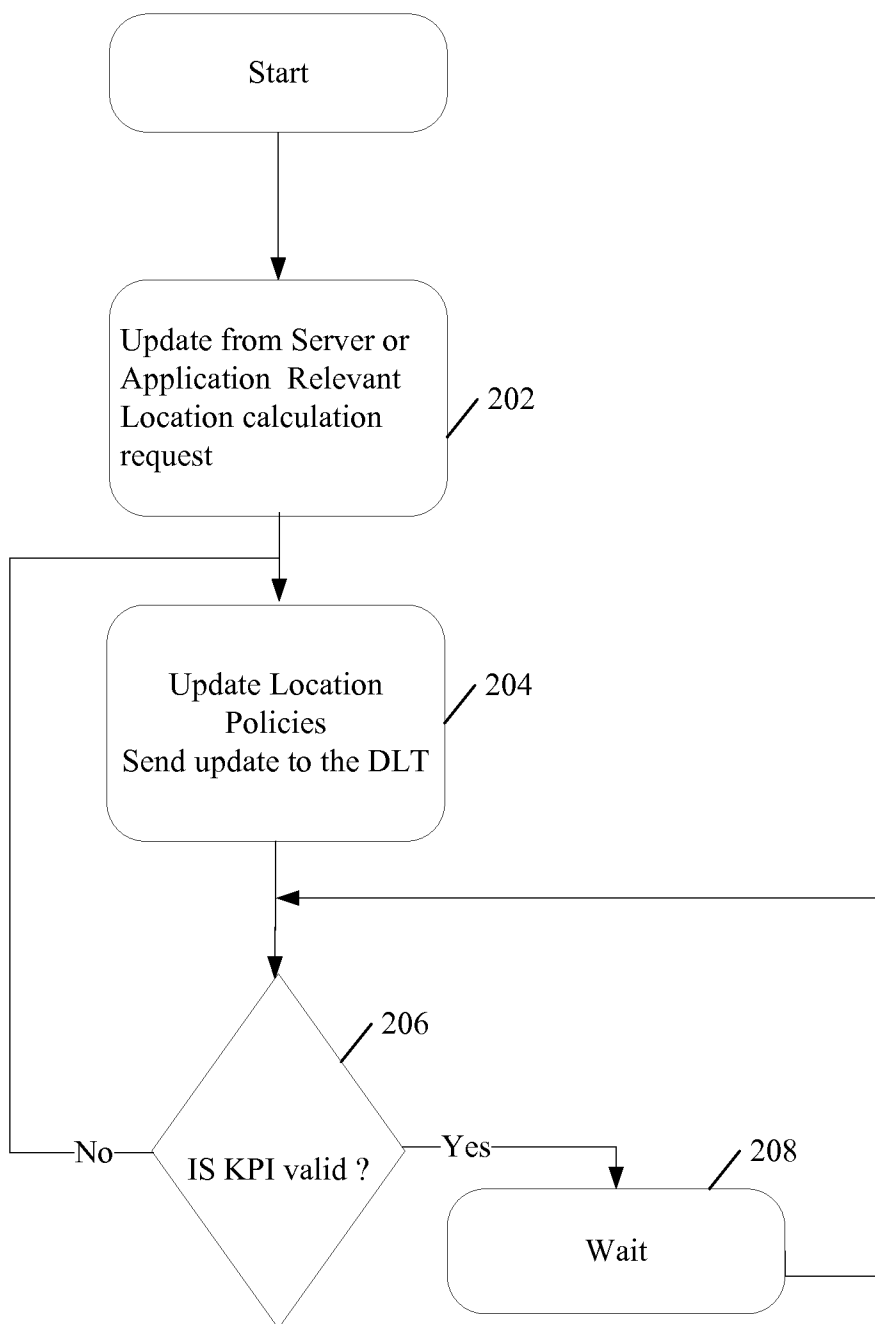 Start
Update from Server or
Application  Relevant
Location calculation
request
202
Update Location
Policies
Send update to the DLT
204
206
IS KPI valid ?
No
Yes
208
Wait